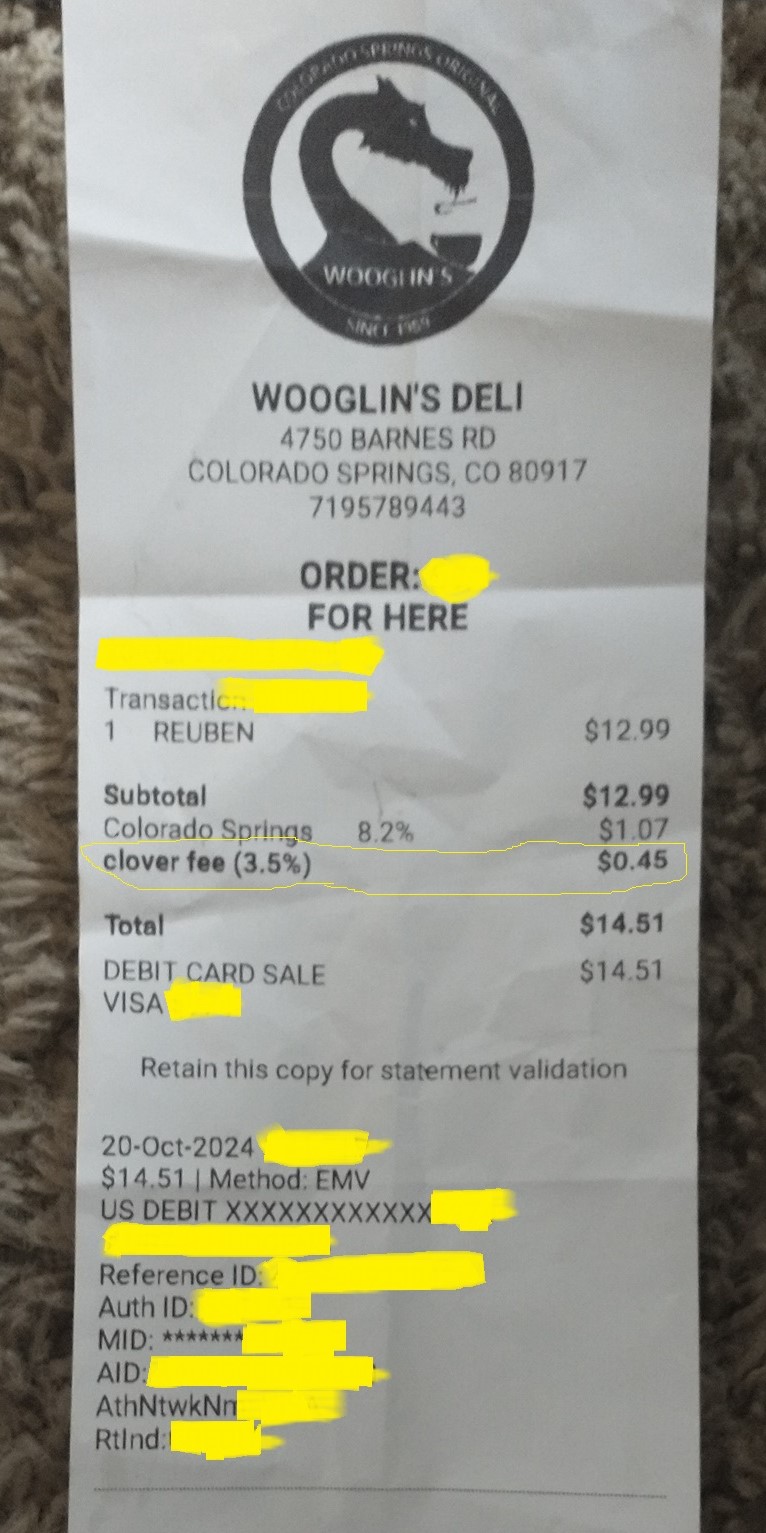 COLORADO SPRINGS ORIGINAL
WOOGLIN'S
SINCE 1989
WOOGLIN'S DELI
4750 BARNES RD
COLORADO SPRINGS, CO 80917
7195789443
ORDER:
FOR HERE
Transaction
1 REUBEN $12.99
Subtotal $12.99
Colorado Springs 8.2% $1.07
clover fee (3.5%) $0.45
Total $14.51
DEBIT CARD SALE $14.51
VISA
Retain this copy for statement validation
20-Oct-2024
$14.51 | Method: EMV
US DEBIT XXXXXXXXXXXX
Reference ID:
Auth ID:
MID: *******
AID:
AthNtwkNm
RtInd: